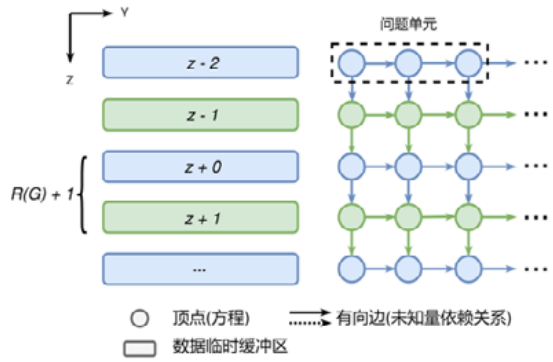 Y
Z
问题单元
z - 2
z - 1
z + 0
z + 1
...
R(G) + 1
...
...
...
...
...
顶点(方程)
有向边(未知量依赖关系)
数据临时缓冲区